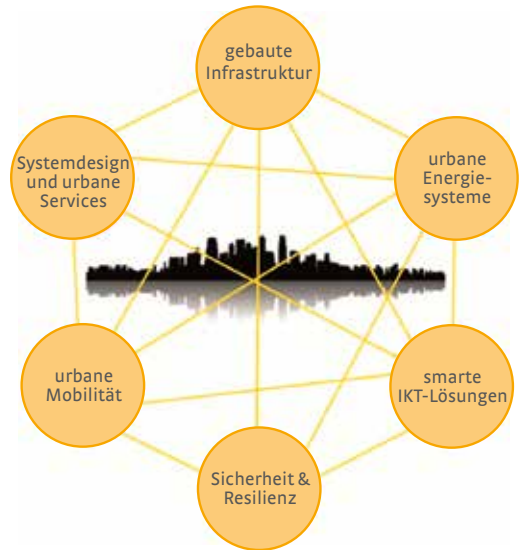 gebaute
Infrastruktur
Systemdesign
und urbane
Services
urbane
Energie-
systeme
urbane
Mobilität
smarte
IKT-Lösungen
Sicherheit &
Resilienz